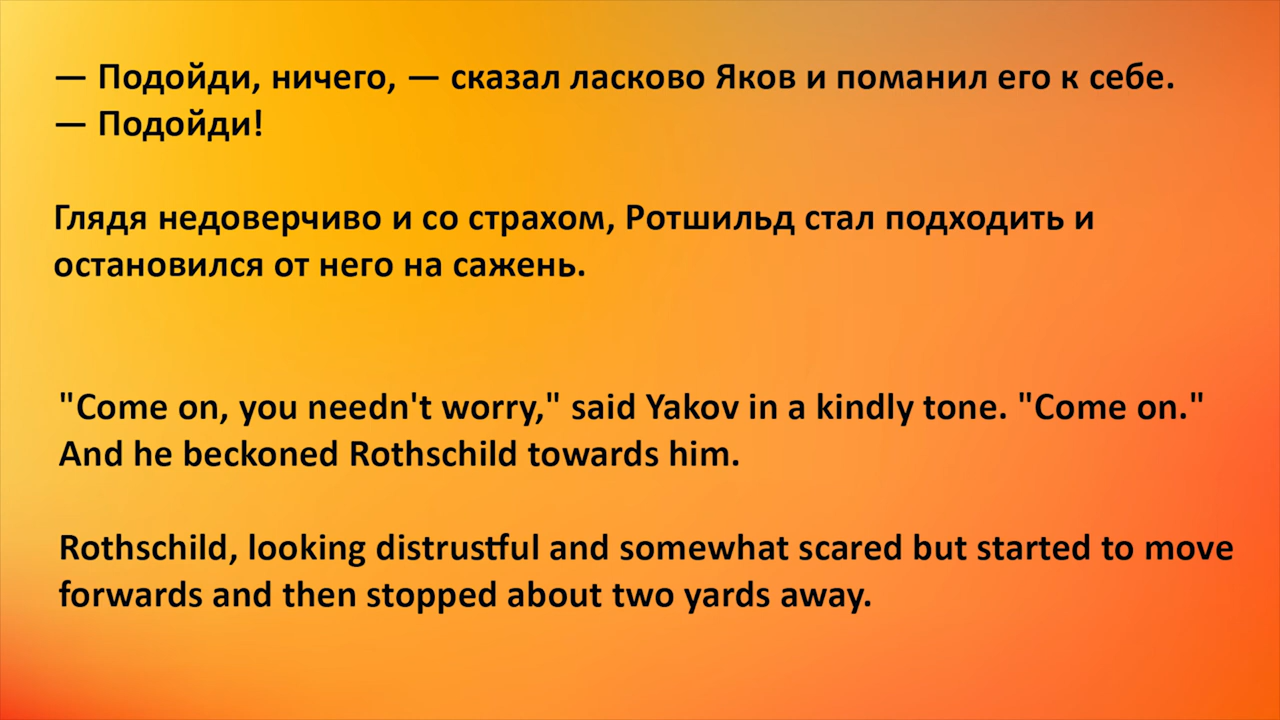 — Подойди, ничего, — сказал ласково Яков и поманил его к себе.
— Подойди!
Глядя недоверчиво и со страхом, Ротшильд стал подходить и
остановился от него на сажень.
"Come on, you needn't worry," said Yakov in a kindly tone. "Come on."
And he beckoned Rothschild towards him.
Rothschild, looking distrustful and somewhat scared but started to move
forwards and then stopped about two yards away.